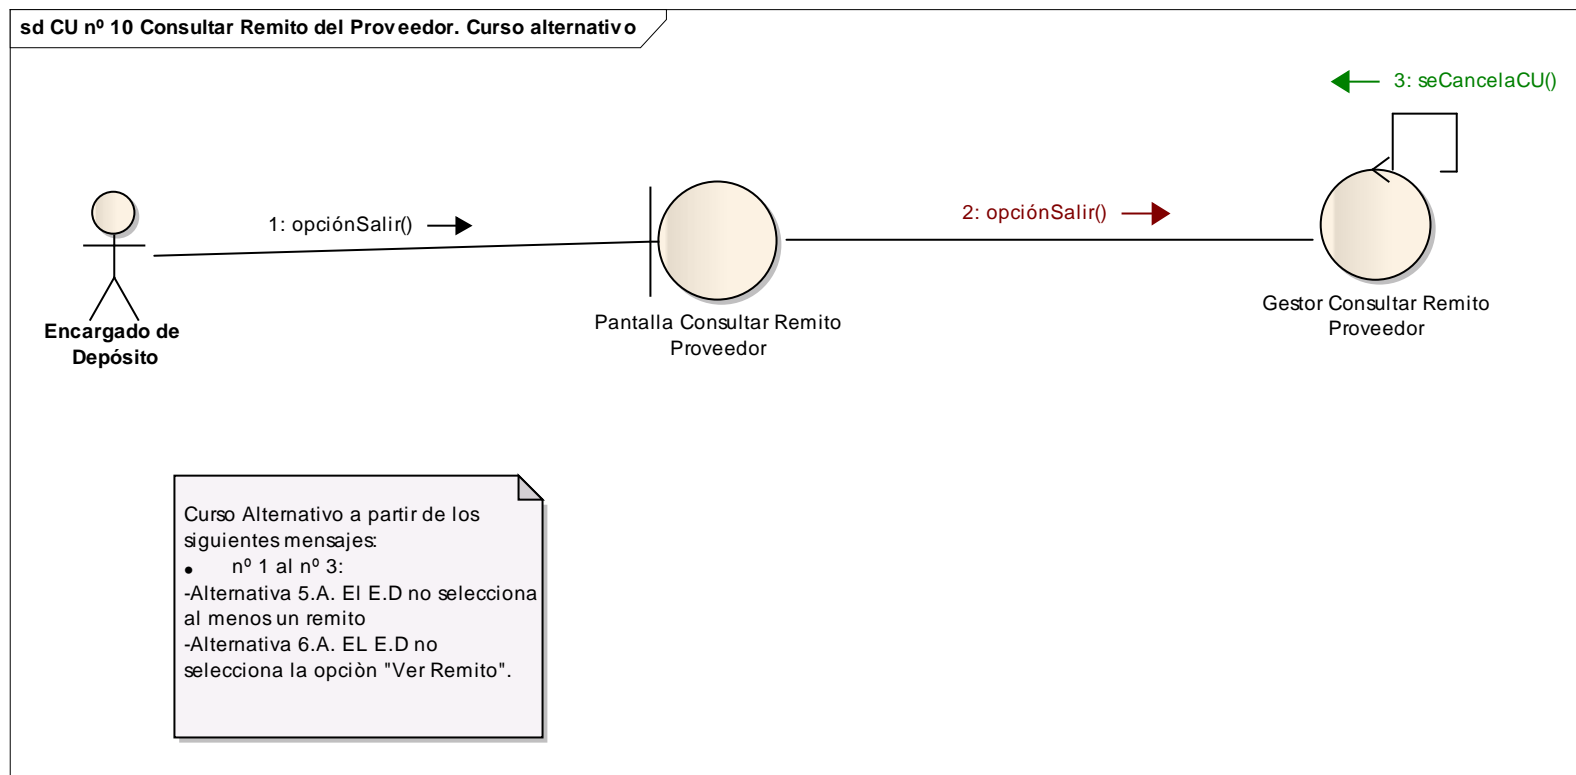 sd CU nº 10 Consultar Remito del Proveedor. Curso alternativo
3: seCancelaCU()
1: opciónSalir()
2: opciónSalir()
Encargado de
Depósito
Pantalla Consultar Remito
Proveedor
Gestor Consultar Remito
Proveedor
Curso Alternativo a partir de los
siguientes mensajes:
• nº 1 al nº 3:
-Alternativa 5.A. El E.D no selecciona
al menos un remito
-Alternativa 6.A. EL E.D no
selecciona la opciòn "Ver Remito".